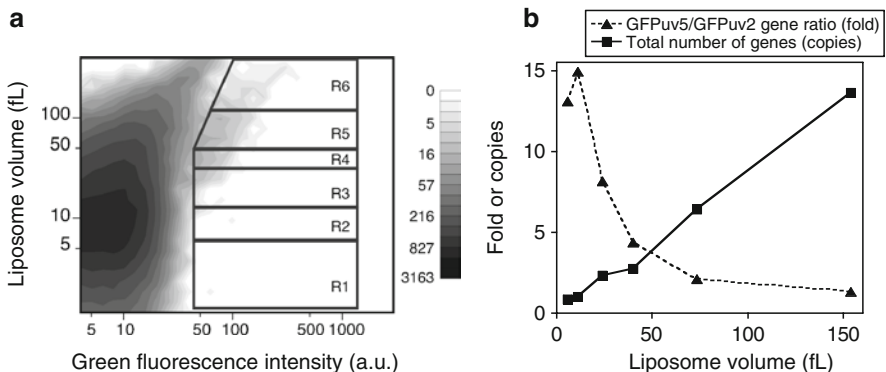 a
Liposome volume (fL)
100
50
10
5
R6
R5
R4
R3
R2
R1
5
10
50
100
500
1000
Green fluorescence intensity (a.u.)
0
5
16
57
216
827
3163
b
GFPuv5/GFPuv2 gene ratio (fold)
Total number of genes (copies)
Fold or copies
15
10
5
0
0
50
100
150
Liposome volume (fL)